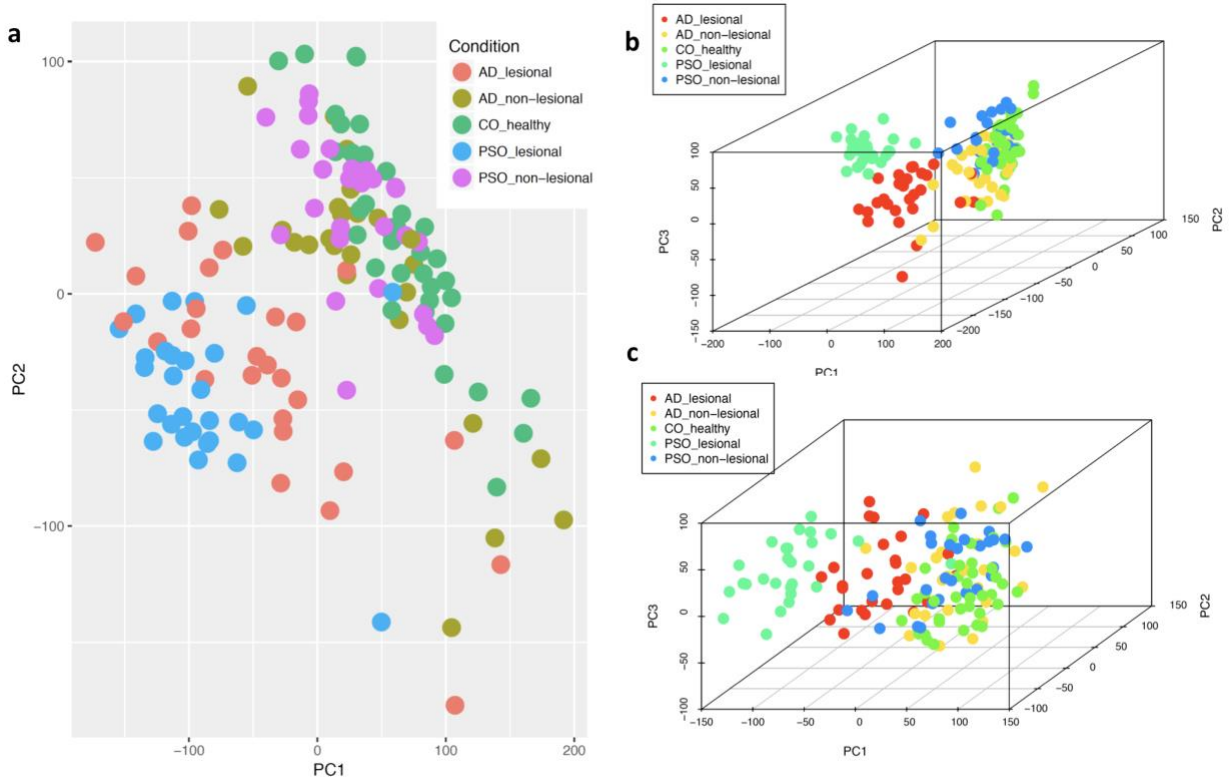 a
Condition
AD_lesional
AD_non-lesional
CO_healthy
PSO_lesional
PSO_non-lesional
100
0
−100
PC2
−100
0
100
200
PC1
b
AD_lesional
AD_non-lesional
CO_healthy
PSO_lesional
PSO_non-lesional
100
50
0
−50
−100
−150
PC3
−200
−100
0
100
200
PC1
150
100
50
0
−50
−100
−150
−200
PC2
c
AD_lesional
AD_non-lesional
CO_healthy
PSO_lesional
PSO_non-lesional
100
50
0
−50
−100
PC3
−150
−100
−50
0
50
100
150
PC1
150
100
50
0
−50
−100
PC2